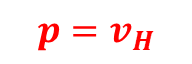 p = v_H